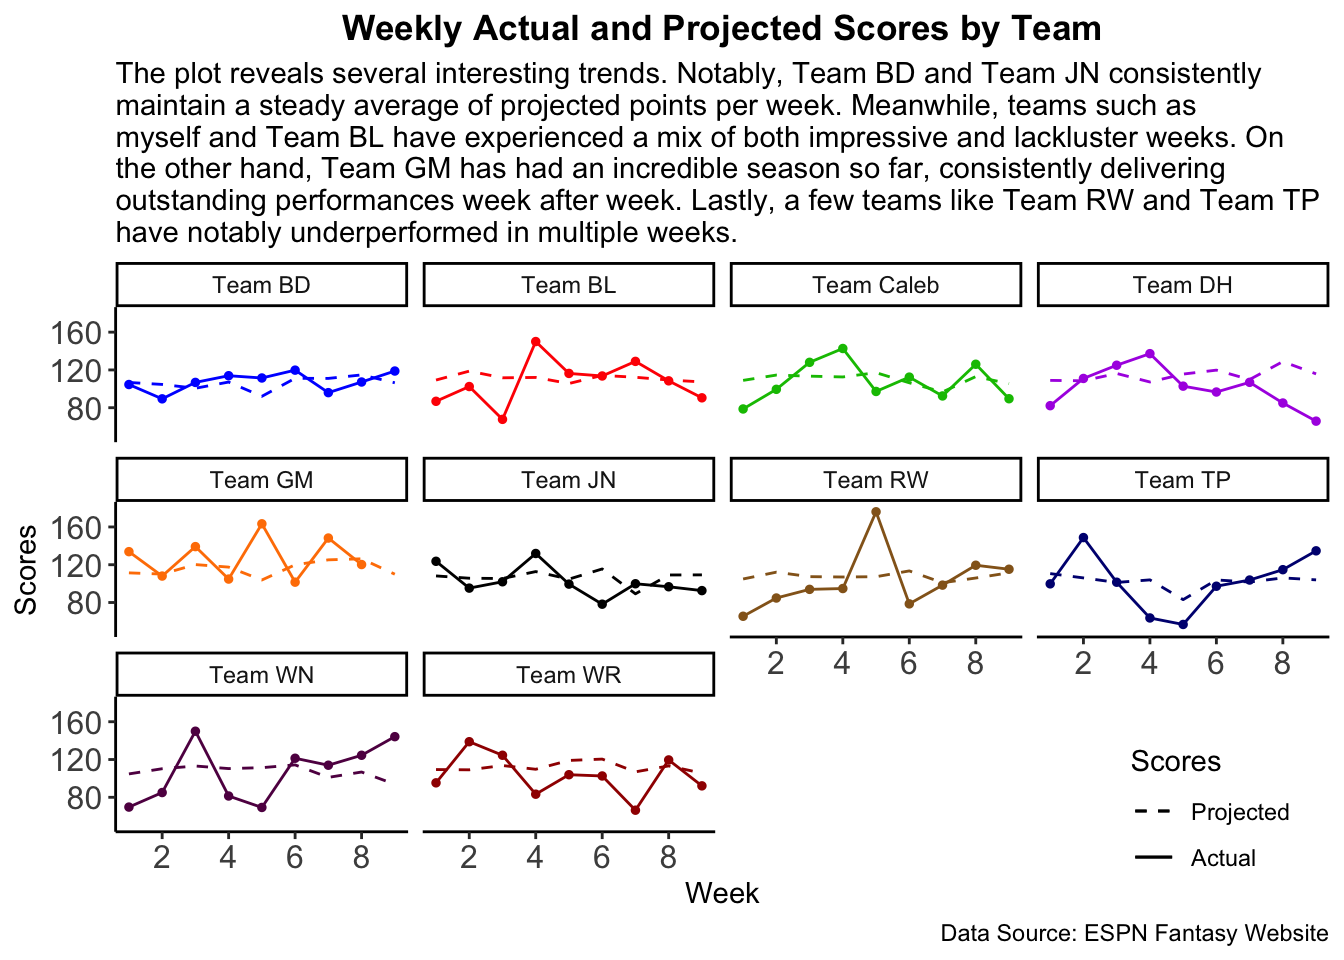 Weekly Actual and Projected Scores by Team
The plot reveals several interesting trends. Notably, Team BD and Team JN consistently
maintain a steady average of projected points per week. Meanwhile, teams such as
myself and Team BL have experienced a mix of both impressive and lackluster weeks. On
the other hand, Team GM has had an incredible season so far, consistently delivering
outstanding performances week after week. Lastly, a few teams like Team RW and Team TP
have notably underperformed in multiple weeks.
Team BD Team BL Team Caleb Team DH
160
120
80
Team GM Team JN Team RW Team TP
160
120
80
Scores
2 4 6 8 2 4 6 8
Team WN Team WR
160
120
80
2 4 6 8 2 4 6 8
Week
Scores
Projected
Actual
Data Source: ESPN Fantasy Website